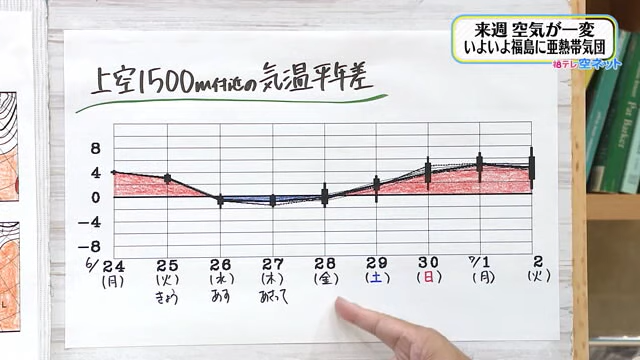 来週 空気が一変
いよいよ福島に亜熱帯気団
福テレ空ネット
上空1500m付近の気温平年差
8
4
0
-4
-8
6/24 25 26 27 28 29 30 7/1 2
(月) (火) (水) (木) (金) (土) (日) (月) (火)
きょう あす あさって